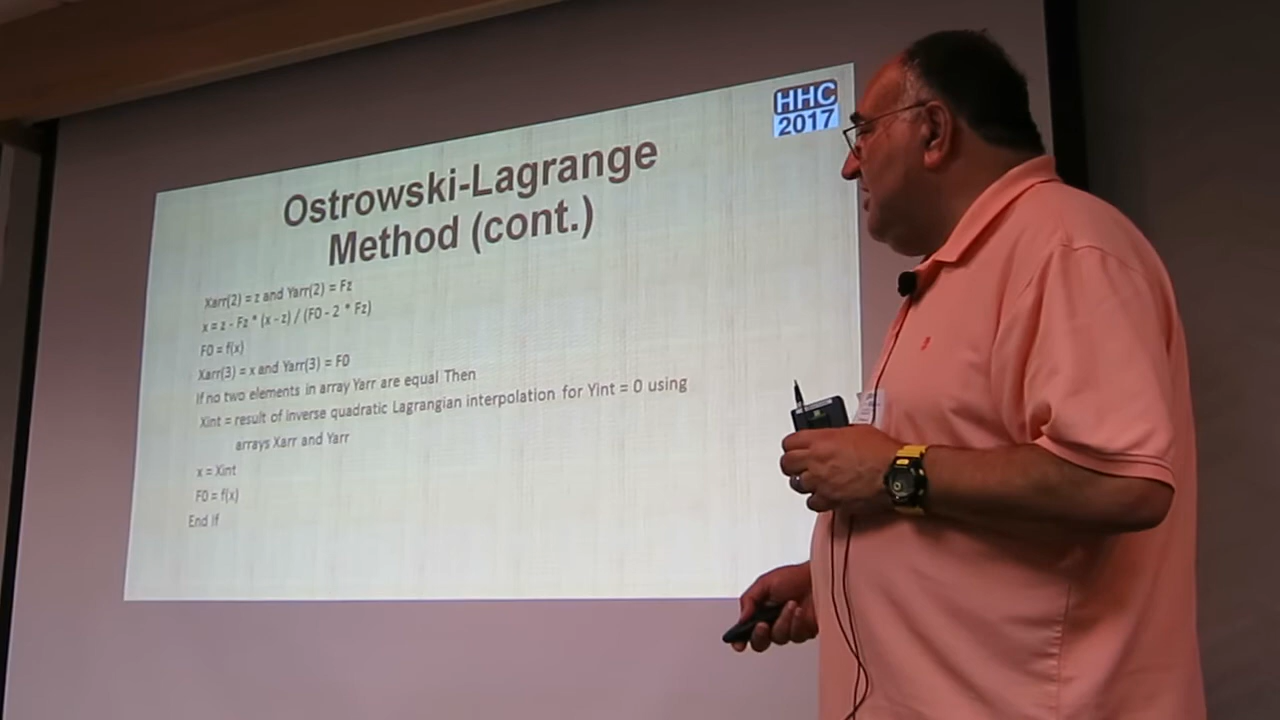 HHC
2017
Ostrowski-Lagrange
Method (cont.)
Xarr(2) = z and Yarr(2) = Fz
x = z - Fz * (x - z) / (F0 - 2 * Fz)
F0 = f(x)
Xarr(3) = x and Yarr(3) = F0
If no two elements in array Yarr are equal Then
Xint = result of inverse quadratic Lagrangian interpolation for Yint = 0 using
arrays Xarr and Yarr
x = Xint
F0 = f(x)
End If